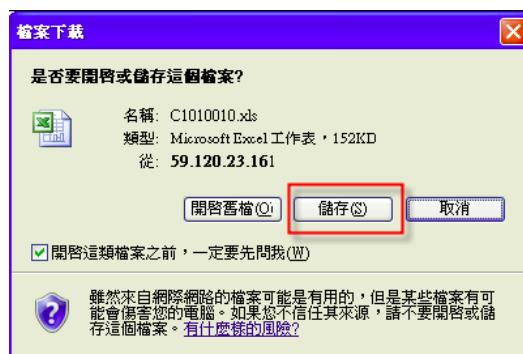 檔案下載
是否要開啓或儲存這個檔案?
名稱: C1010010.xls
類型: Microsoft Excel 工作表，152KD
從: 59.120.23.161
開啓舊檔(O) 儲存(S) 取消
開啓這類檔案之前，一定要先問我(W)
雖然來自網際網路的檔案可能是有用的，但是某些檔案有可
能會傷害您的電腦。如果您不信任其來源，請不要開啓或儲
存這個檔案。有什麼樣的風險?